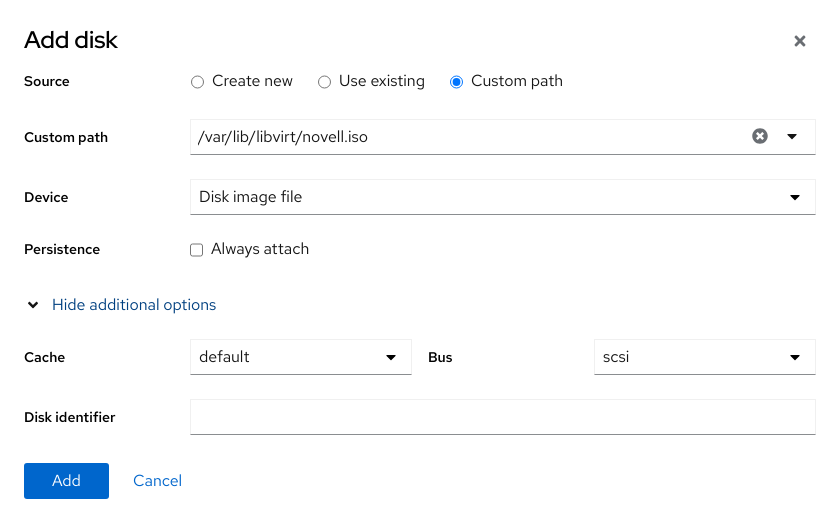 Add disk
Source Create new Use existing Custom path
Custom path /var/lib/libvirt/novell.iso
Device Disk image file
Persistence Always attach
Hide additional options
Cache default Bus scsi
Disk identifier
Add Cancel